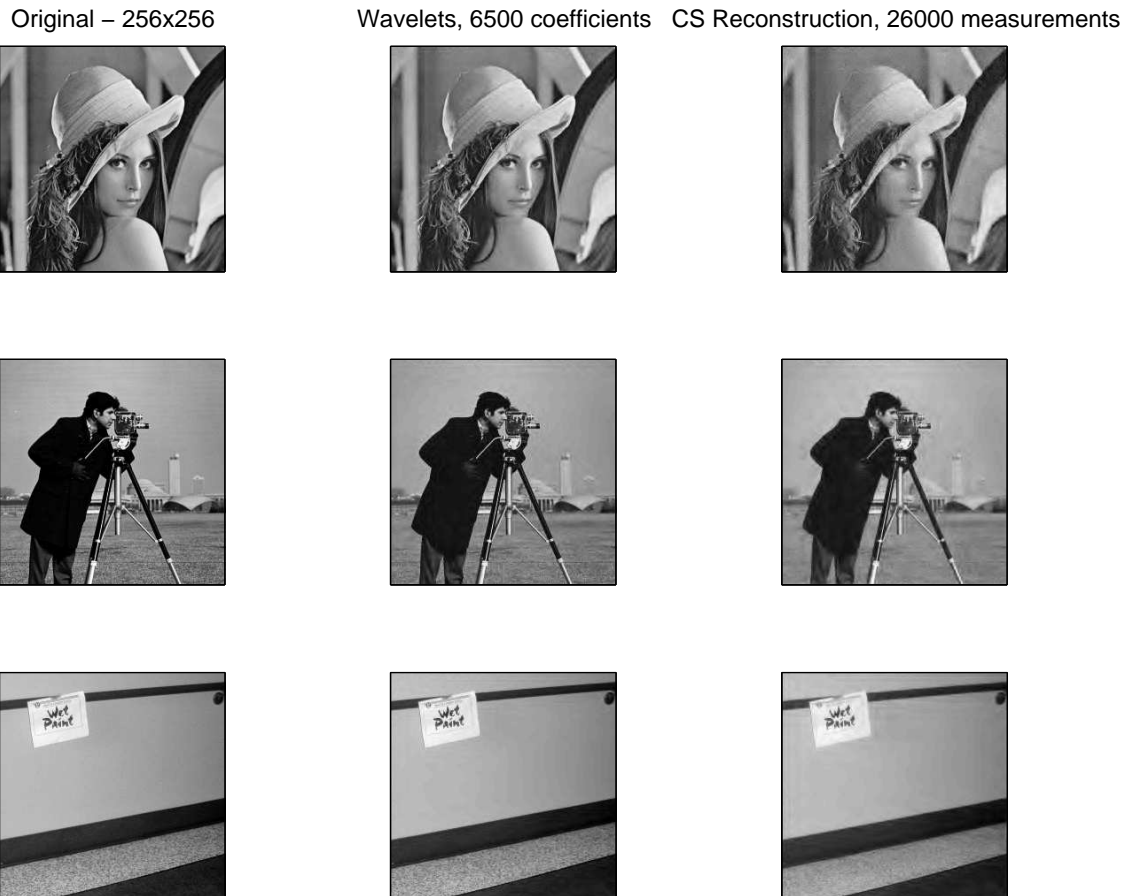 Original – 256x256
Wavelets, 6500 coefficients
CS Reconstruction, 26000 measurements
Wet
Paint
Wet
Paint
Wet
Paint